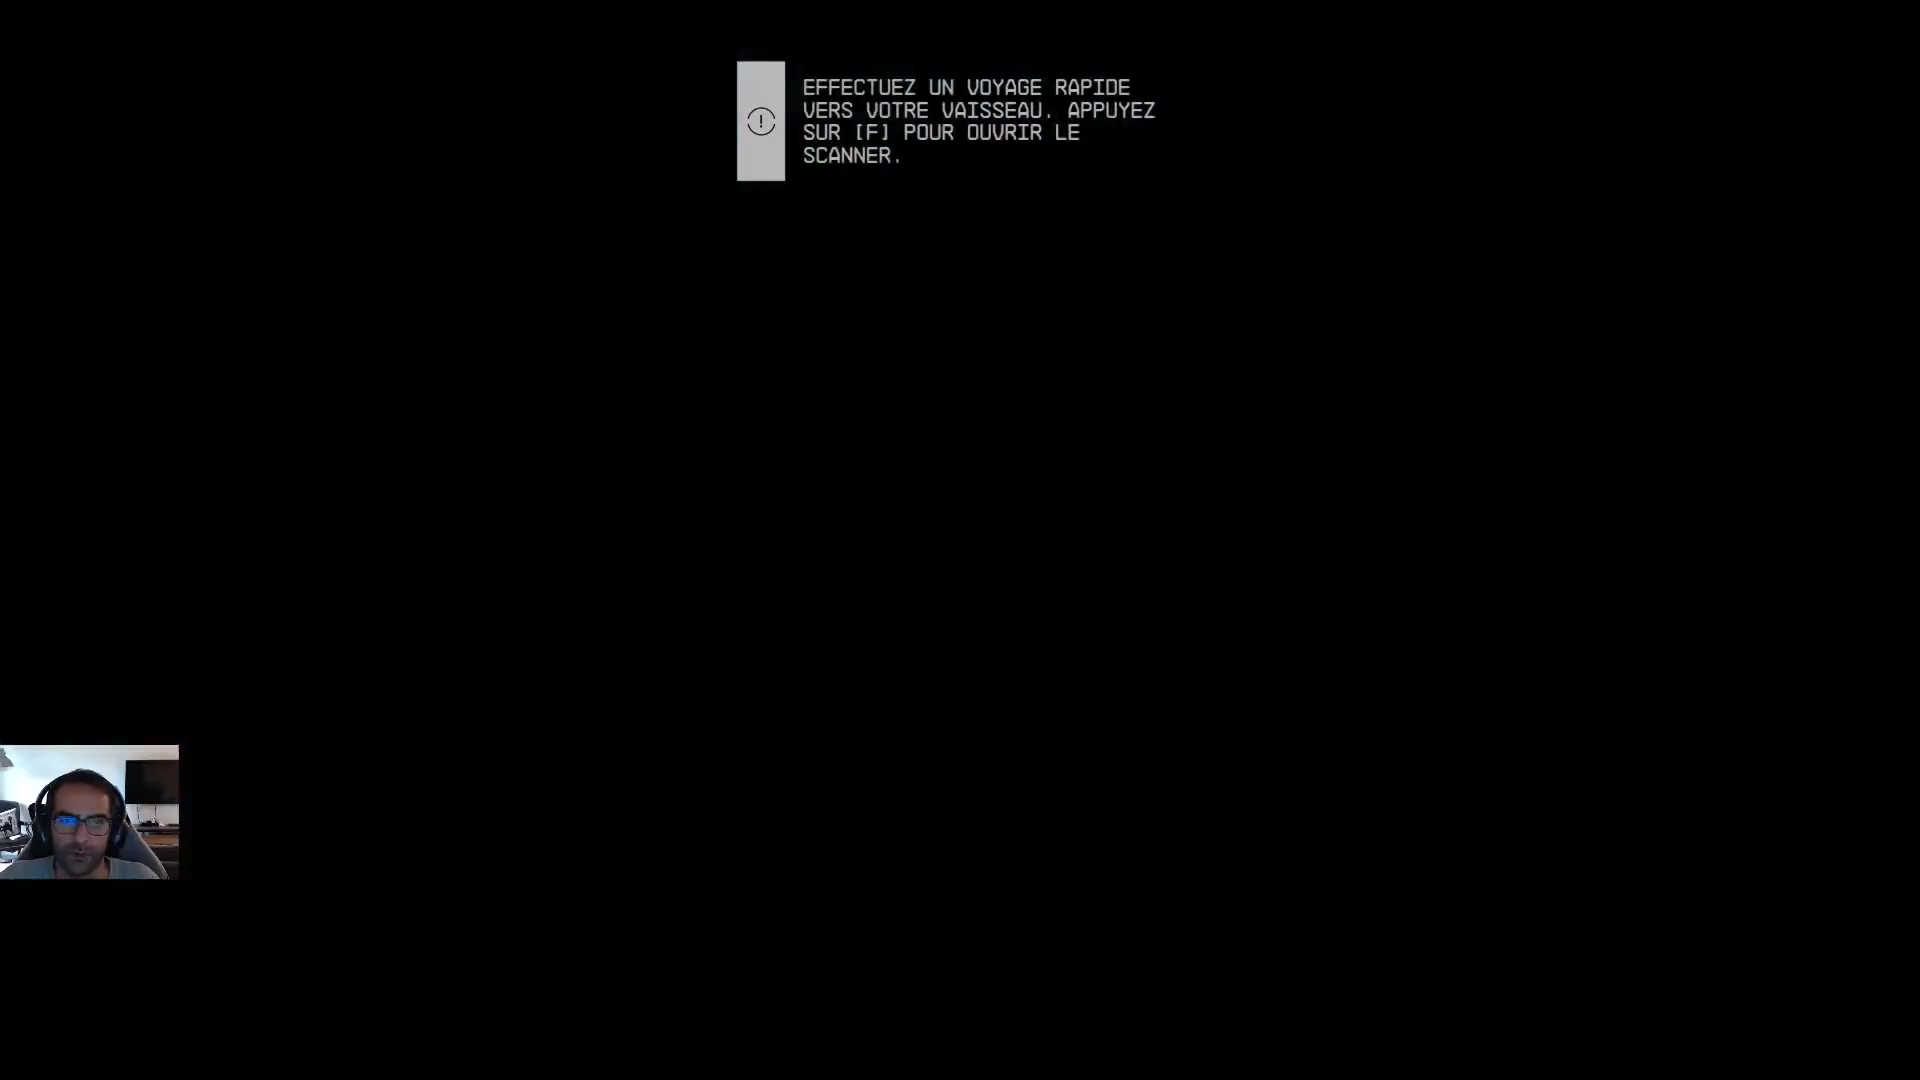 EFFECTUEZ UN VOYAGE RAPIDE
VERS VOTRE VAISSEAU. APPUYEZ
SUR [F] POUR OUVRIR LE
SCANNER.